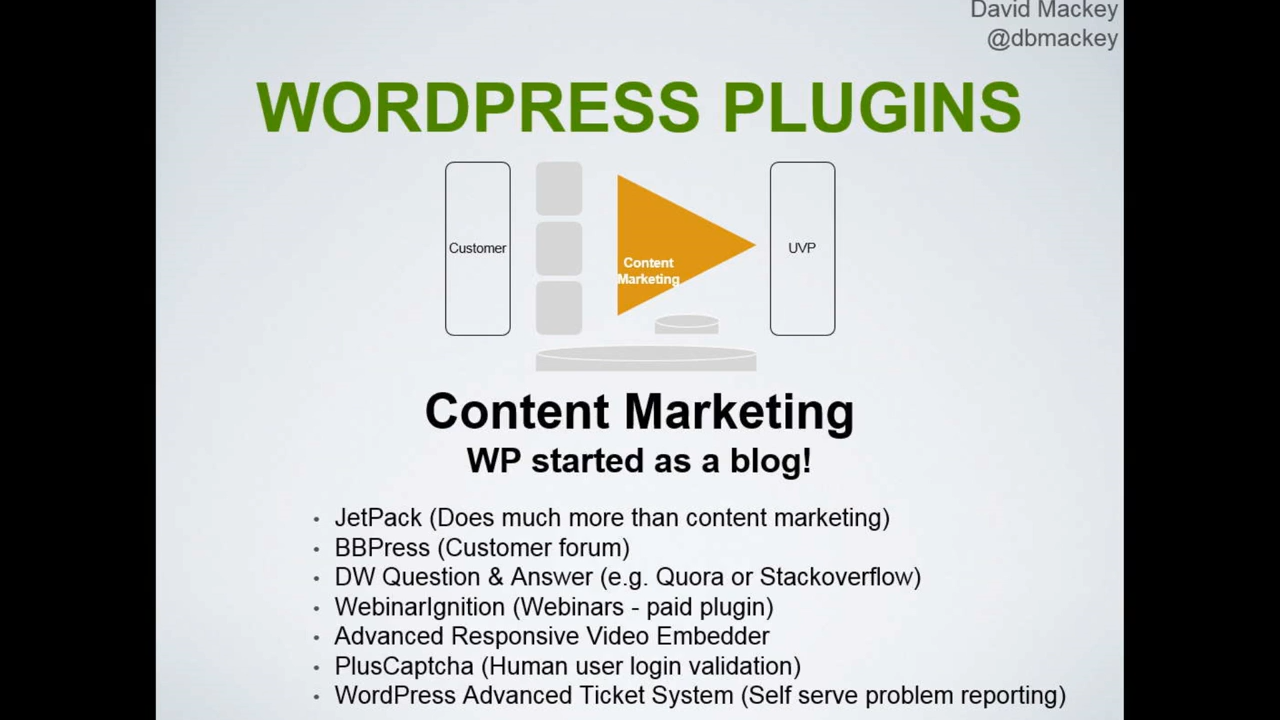 David Mackey
@dbmackey
WORDPRESS PLUGINS
Customer
Content
Marketing
UVP
Content Marketing
WP started as a blog!
• JetPack (Does much more than content marketing)
• BBPress (Customer forum)
• DW Question & Answer (e.g. Quora or Stackoverflow)
• WebinarIgnition (Webinars - paid plugin)
• Advanced Responsive Video Embedder
• PlusCaptcha (Human user login validation)
• WordPress Advanced Ticket System (Self serve problem reporting)